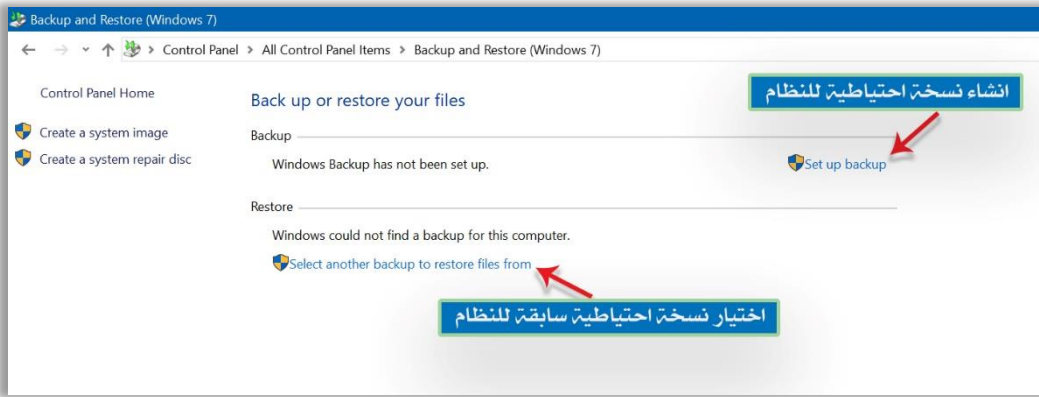 Backup and Restore (Windows 7)
Control Panel > All Control Panel Items > Backup and Restore (Windows 7)
Control Panel Home
Create a system image
Create a system repair disc
Back up or restore your files
انشاء نسخة احتياطية للنظام
Backup
Windows Backup has not been set up.
Set up backup
Restore
Windows could not find a backup for this computer.
Select another backup to restore files from
اختيار نسخة احتياطية سابقة للنظام